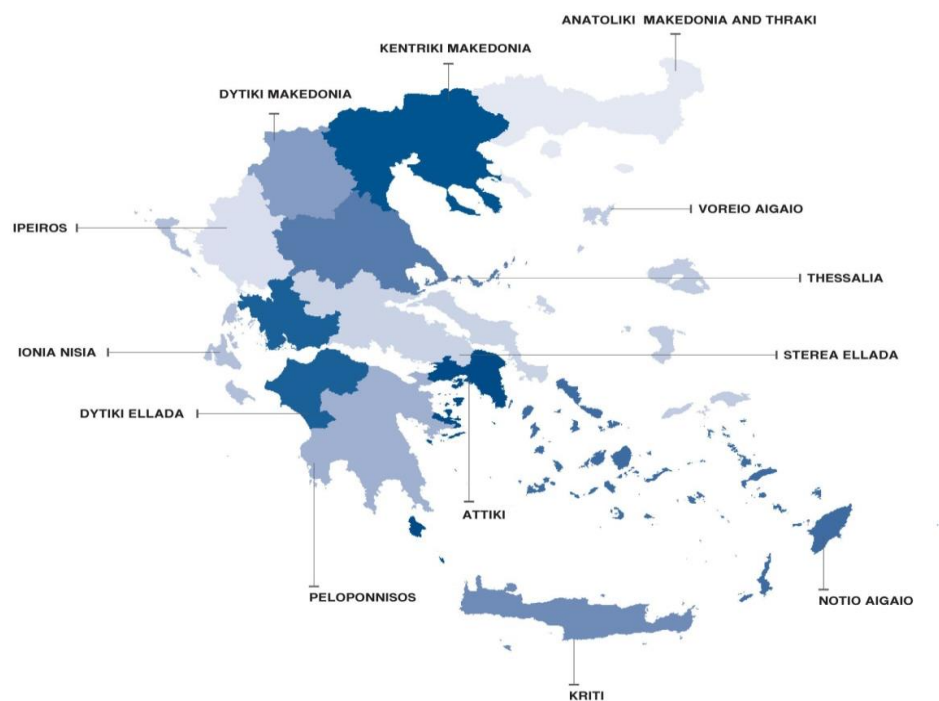 ANATOLIKI MAKEDONIA AND THRAKI
KENTRIKI MAKEDONIA
DYTIKI MAKEDONIA
VOREIO AIGAIO
IPEIROS
THESSALIA
IONIA NISIA
STEREA ELLADA
DYTIKI ELLADA
ATTIKI
PELOPONNISOS
NOTIO AIGAIO
KRITI